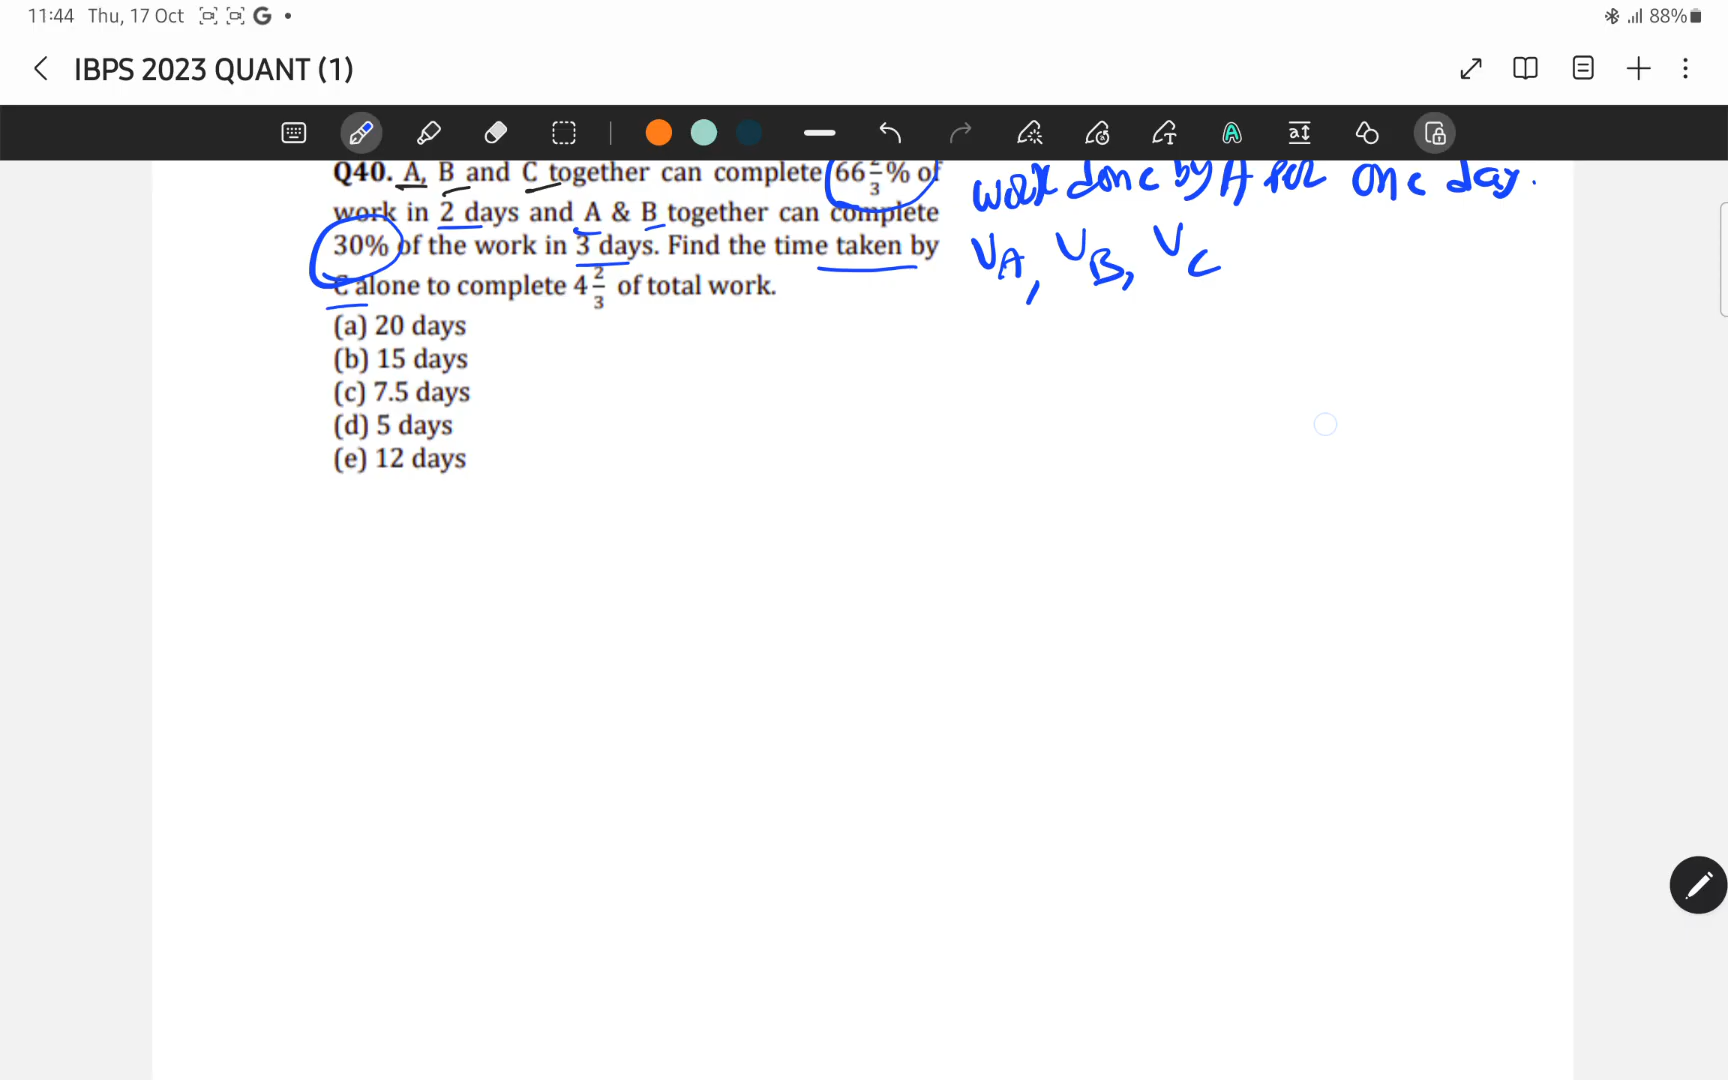 11:44 Thu, 17 Oct G 88%
IBPS 2023 QUANT (1)
A
Q40. A, B and C together can complete 66 2/3 % of
work in 2 days and A & B together can complete
30% of the work in 3 days. Find the time taken by
C alone to complete 4 2/3 of total work.
(a) 20 days
(b) 15 days
(c) 7.5 days
(d) 5 days
(e) 12 days
work done by A for one day.
VA, VB, VC